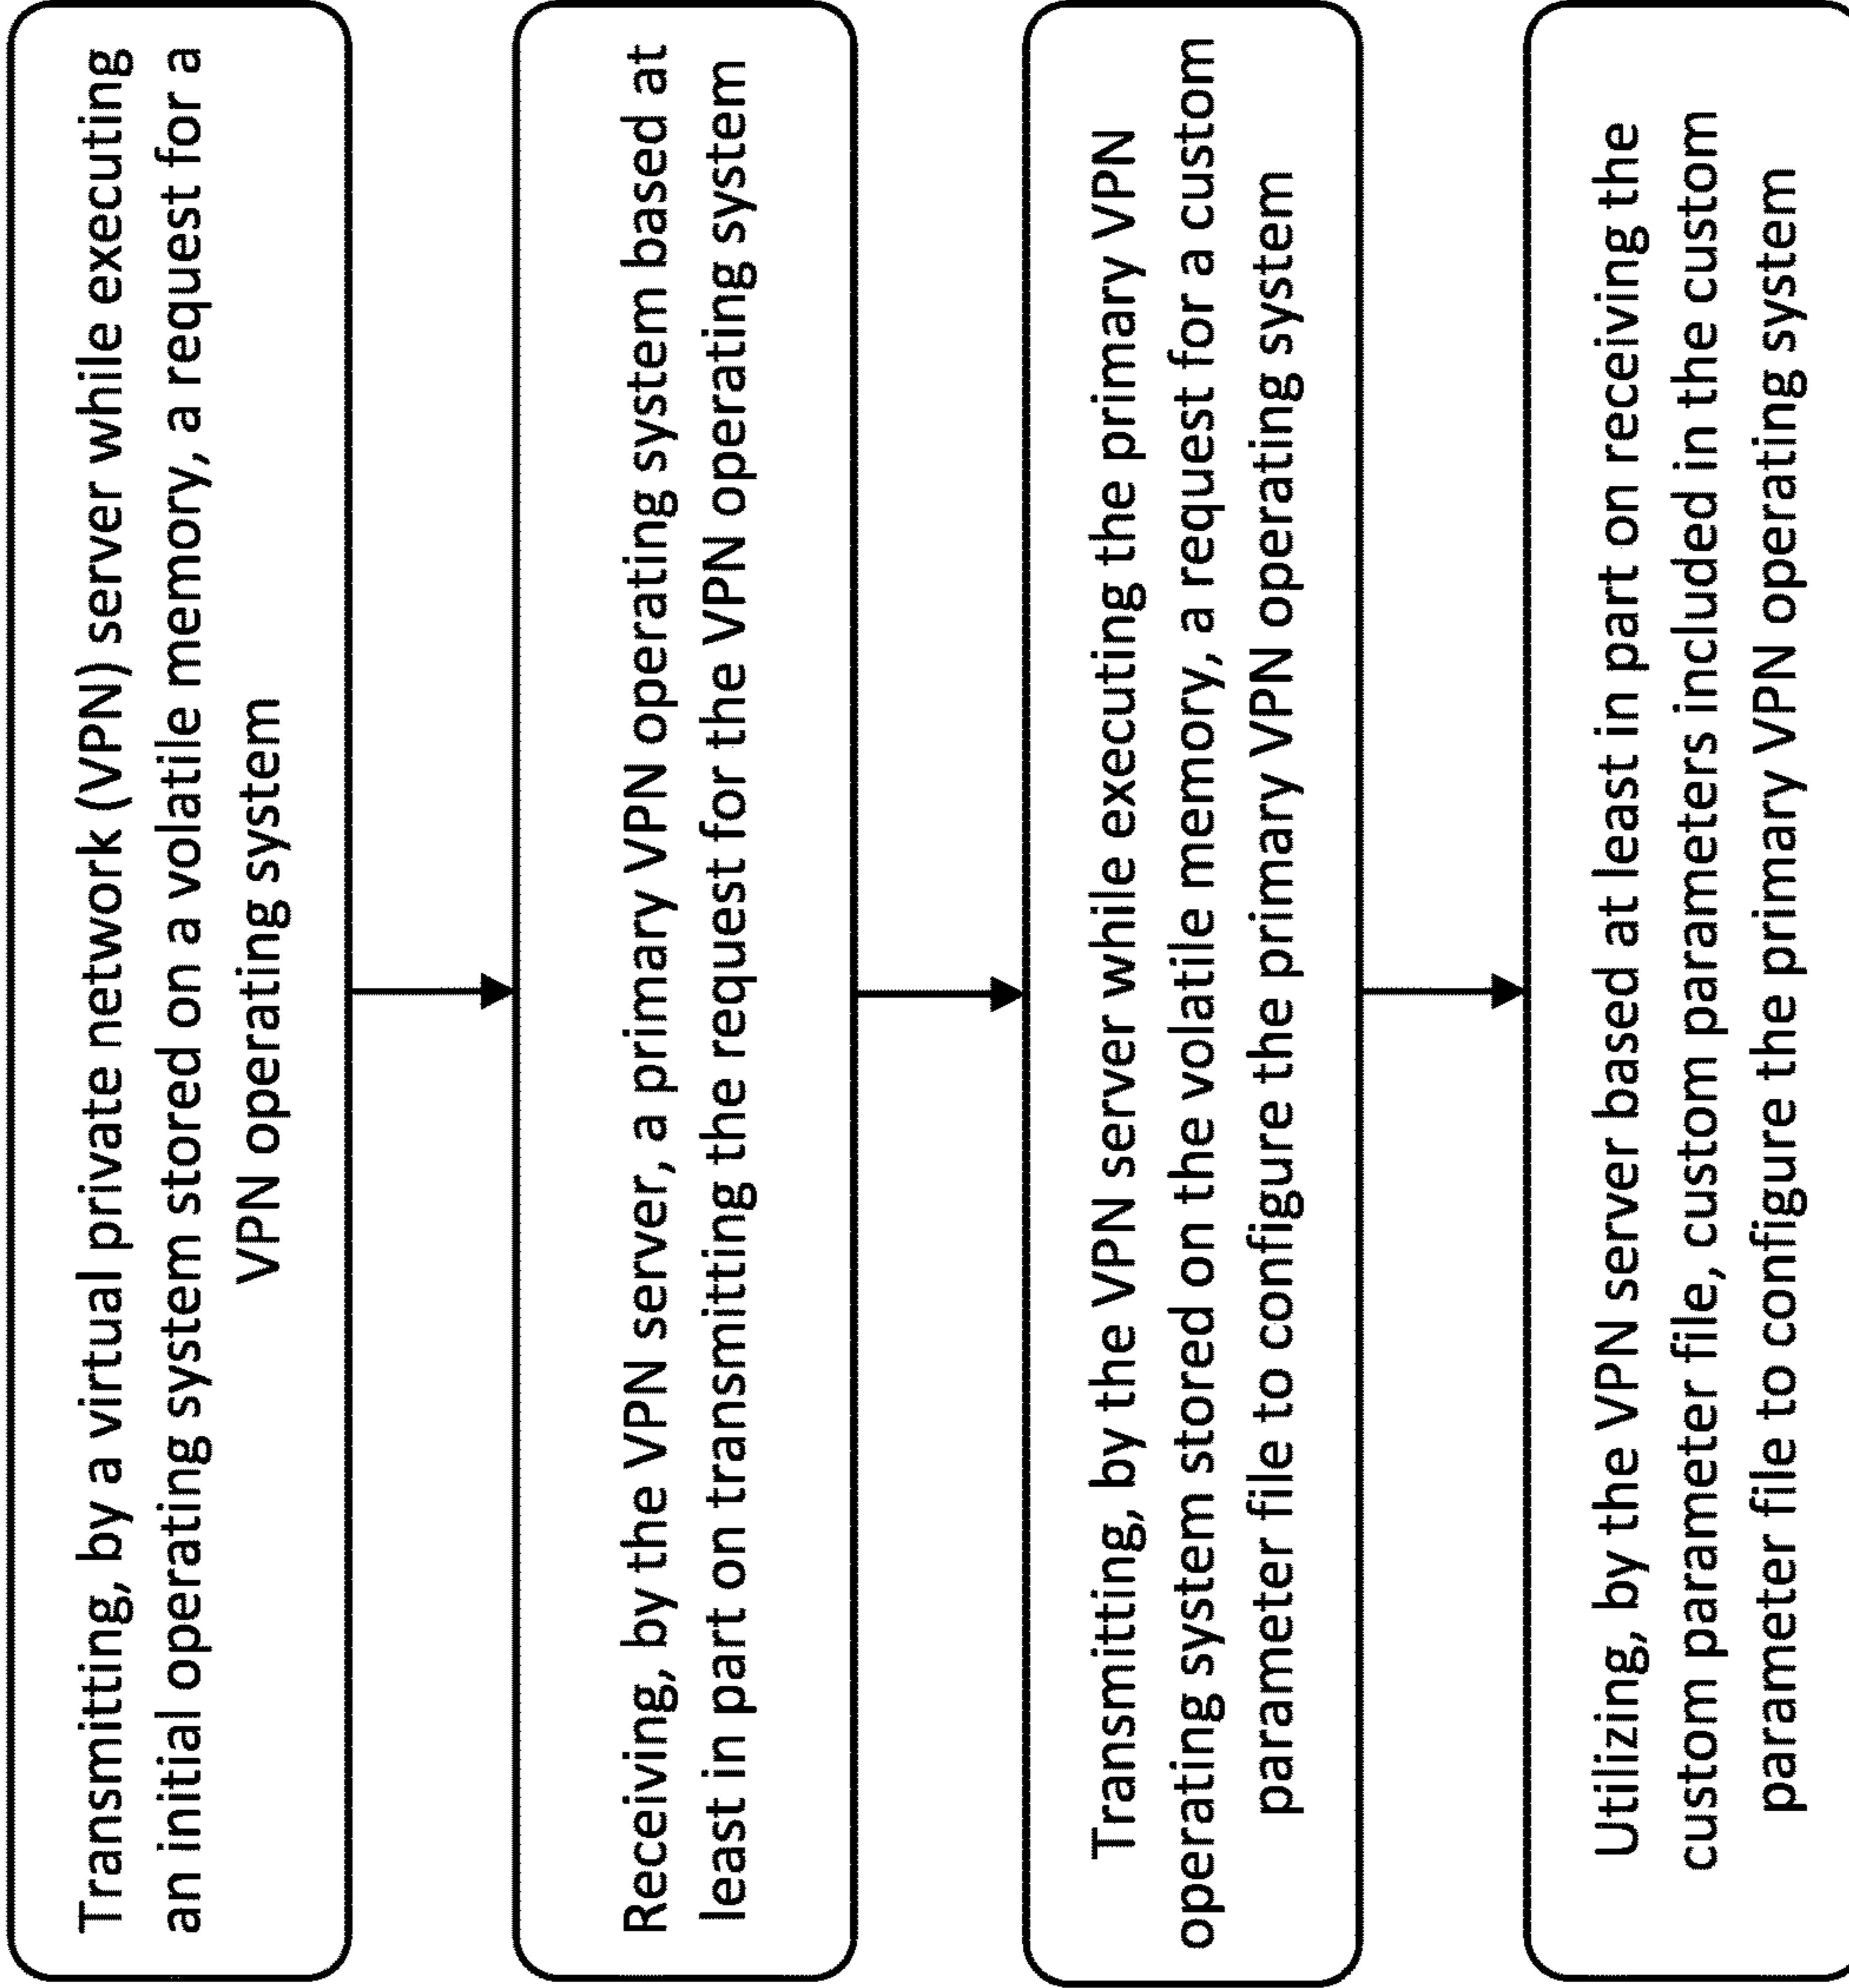 Transmitting, by a virtual private network (VPN) server while executing
an initial operating system stored on a volatile memory, a request for a
VPN operating system
Receiving, by the VPN server, a primary VPN operating system based at
least in part on transmitting the request for the VPN operating system
Transmitting, by the VPN server while executing the primary VPN
operating system stored on the volatile memory, a request for a custom
parameter file to configure the primary VPN operating system
Utilizing, by the VPN server based at least in part on receiving the
custom parameter file, custom parameters included in the custom
parameter file to configure the primary VPN operating system